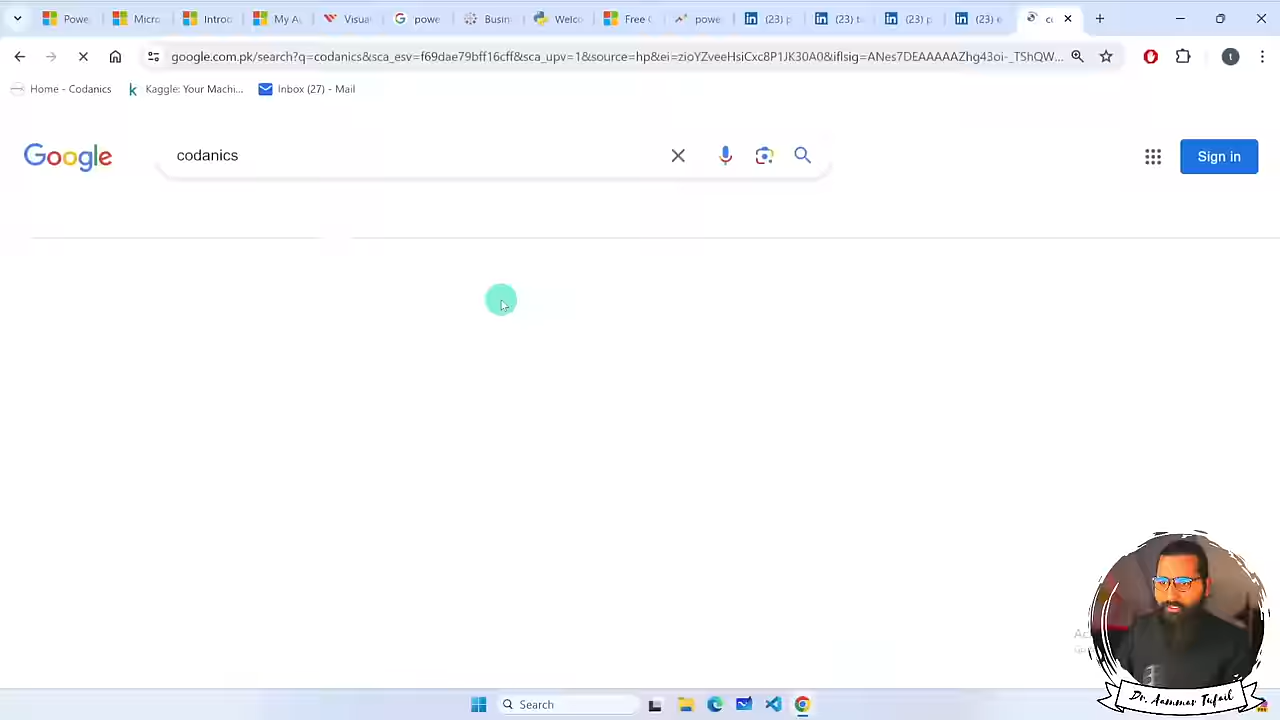 Powe
Micro
Introd
My A
Visua
powe
Busin
Welco
Free
powe
(23) p
(23) t
(23) p
(23) e
google.com.pk/search?q=codanics&sca_esv=f69dae79bff16cff&sca_upv=1&source=hp&ei=zioYZveeHsiCxc8P1JK30A0&iflsig=ANes7DEAAAAAZhg43oi-_TShQW...
Home - Codanics
Kaggle: Your Machi...
Inbox (27) - Mail
Google
codanics
Sign in
Search
Dr. Aammar Tufail